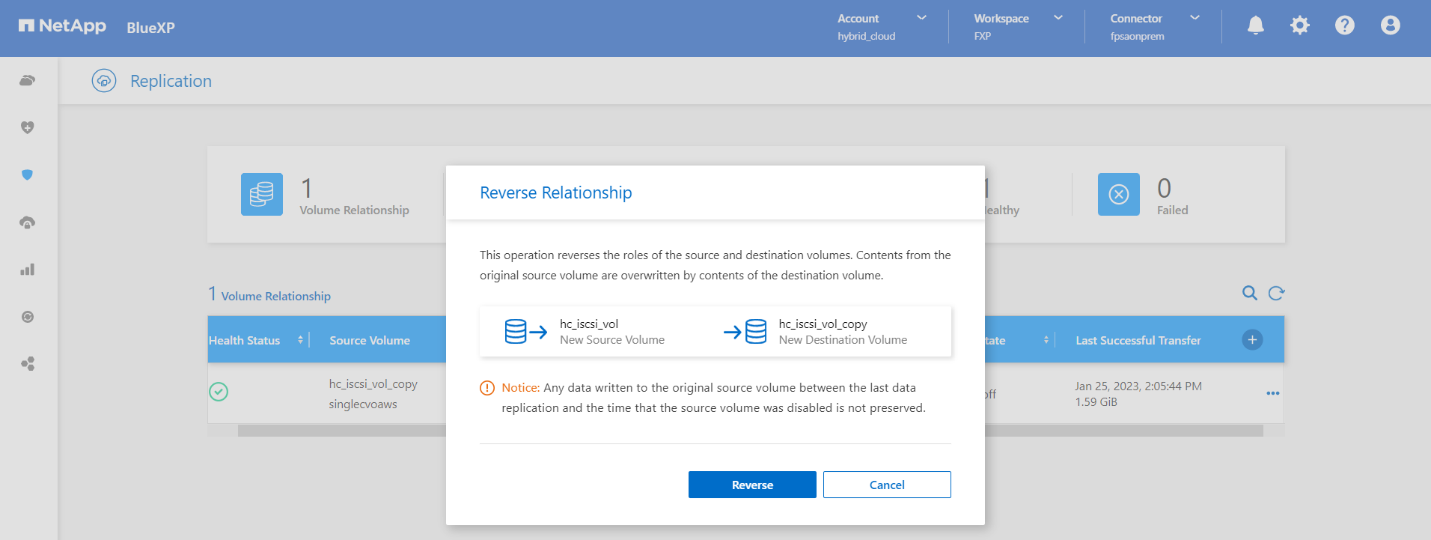 NetApp BlueXP
Account
hybrid_cloud
Workspace
FXP
Connector
fpsaonprem
Replication
1
Volume Relationship
1
0
Failed
Reverse Relationship
This operation reverses the roles of the source and destination volumes. Contents from the
original source volume are overwritten by contents of the destination volume.
hc_iscsi_vol
New Source Volume
hc_iscsi_vol_copy
New Destination Volume
Notice: Any data written to the original source volume between the last data
replication and the time that the source volume was disabled is not preserved.
Reverse
Cancel
1 Volume Relationship
Health Status
Source Volume
Last Successful Transfer
hc_iscsi_vol_copy
singlecvoaws
Jan 25, 2023, 2:05:44 PM
1.59 GiB